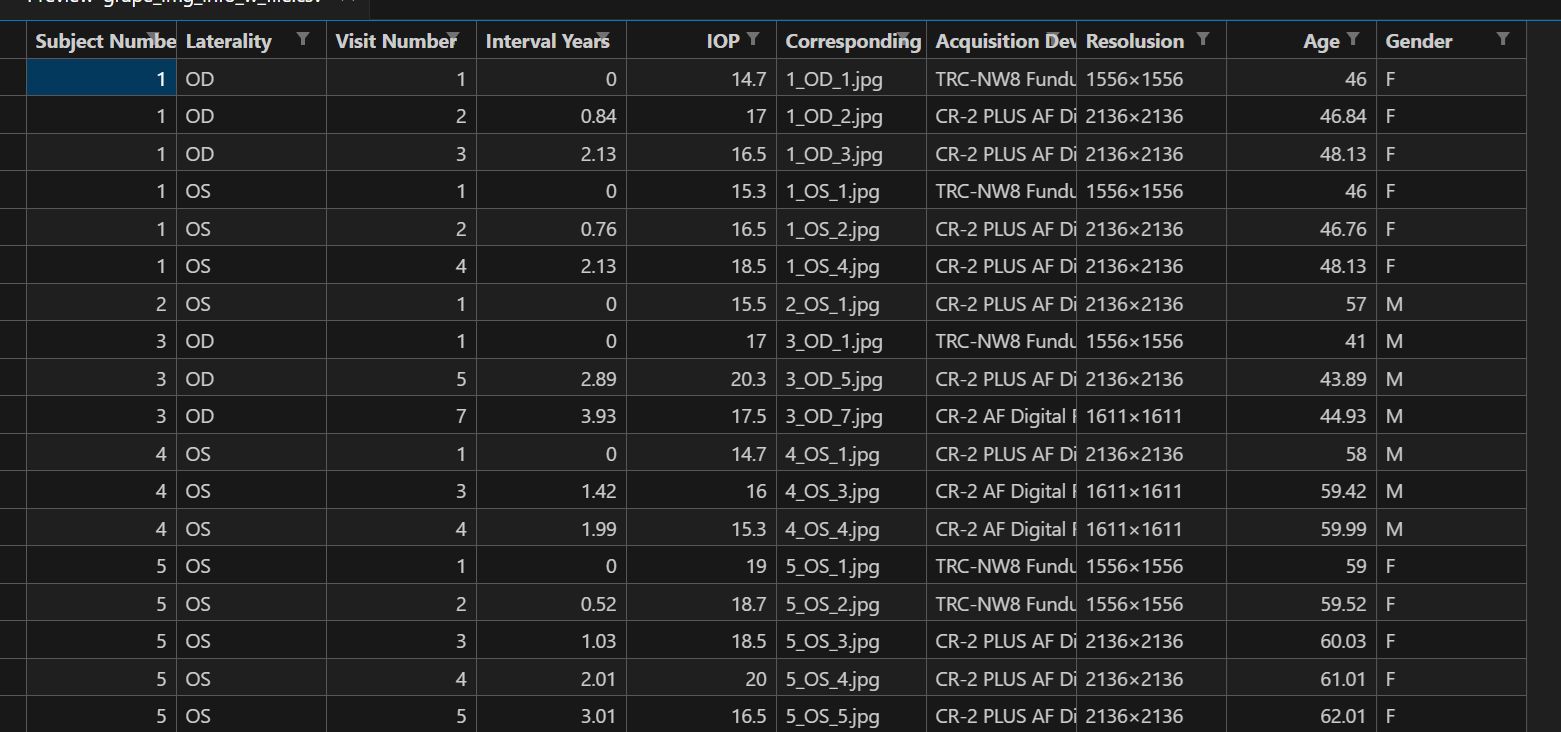 Subject Numbe Laterality Visit Number Interval Years IOP Corresponding Acquisition Dev Resolusion Age Gender
1 OD 1 0 14.7 1_OD_1.jpg TRC-NW8 Fundu 1556×1556 46 F
1 OD 2 0.84 17 1_OD_2.jpg CR-2 PLUS AF Di 2136×2136 46.84 F
1 OD 3 2.13 16.5 1_OD_3.jpg CR-2 PLUS AF Di 2136×2136 48.13 F
1 OS 1 0 15.3 1_OS_1.jpg TRC-NW8 Fundu 1556×1556 46 F
1 OS 2 0.76 16.5 1_OS_2.jpg CR-2 PLUS AF Di 2136×2136 46.76 F
1 OS 4 2.13 18.5 1_OS_4.jpg CR-2 PLUS AF Di 2136×2136 48.13 F
2 OS 1 0 15.5 2_OS_1.jpg CR-2 PLUS AF Di 2136×2136 57 M
3 OD 1 0 17 3_OD_1.jpg TRC-NW8 Fundu 1556×1556 41 M
3 OD 5 2.89 20.3 3_OD_5.jpg CR-2 PLUS AF Di 2136×2136 43.89 M
3 OD 7 3.93 17.5 3_OD_7.jpg CR-2 AF Digital 1611×1611 44.93 M
4 OS 1 0 14.7 4_OS_1.jpg CR-2 PLUS AF Di 2136×2136 58 M
4 OS 3 1.42 16 4_OS_3.jpg CR-2 AF Digital 1611×1611 59.42 M
4 OS 4 1.99 15.3 4_OS_4.jpg CR-2 AF Digital 1611×1611 59.99 M
5 OS 1 0 19 5_OS_1.jpg TRC-NW8 Fundu 1556×1556 59 F
5 OS 2 0.52 18.7 5_OS_2.jpg TRC-NW8 Fundu 1556×1556 59.52 F
5 OS 3 1.03 18.5 5_OS_3.jpg CR-2 PLUS AF Di 2136×2136 60.03 F
5 OS 4 2.01 20 5_OS_4.jpg CR-2 PLUS AF Di 2136×2136 61.01 F
5 OS 5 3.01 16.5 5_OS_5.jpg CR-2 PLUS AF Di 2136×2136 62.01 F